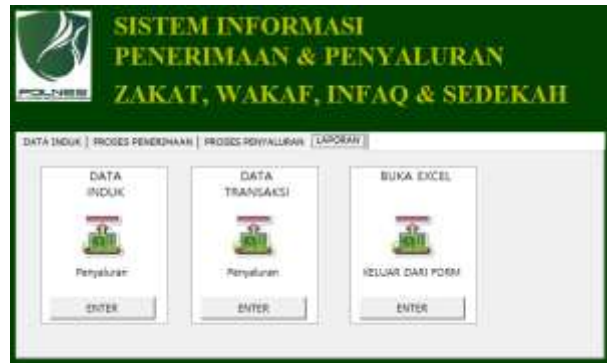 SISTEM INFORMASI
PENERIMAAN & PENYALURAN
ZAKAT, WAKAF, INFAQ & SEDEKAH
POLNES
DATA INDUK | PROSES PENERIMAAN | PROSES PENYALURAN | LAPORAN
DATA
INDUK
Penyaluran
ENTER
DATA
TRANSAKSI
Penyaluran
ENTER
BUKA EXCEL
KELUAR DARI FORM
ENTER